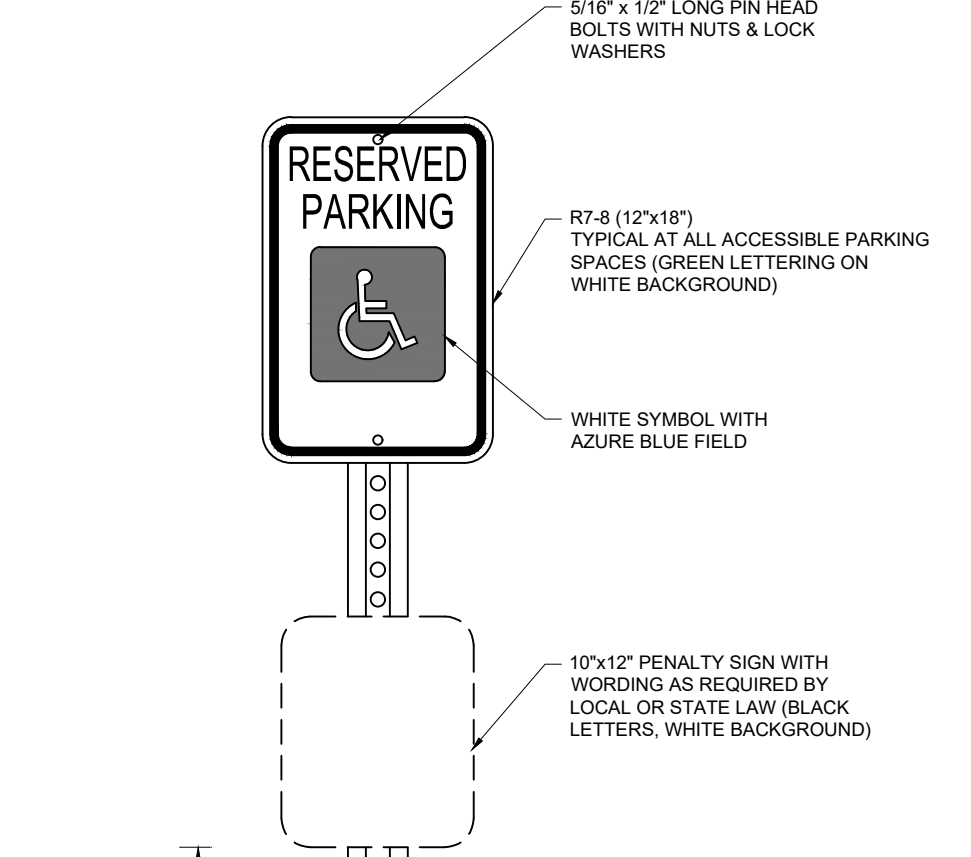 5/16" x 1/2" LONG PIN HEAD
BOLTS WITH NUTS & LOCK
WASHERS
RESERVED
PARKING
R7-8 (12"x18")
TYPICAL AT ALL ACCESSIBLE PARKING
SPACES (GREEN LETTERING ON
WHITE BACKGROUND)
WHITE SYMBOL WITH
AZURE BLUE FIELD
10"x12" PENALTY SIGN WITH
WORDING AS REQUIRED BY
LOCAL OR STATE LAW (BLACK
LETTERS, WHITE BACKGROUND)